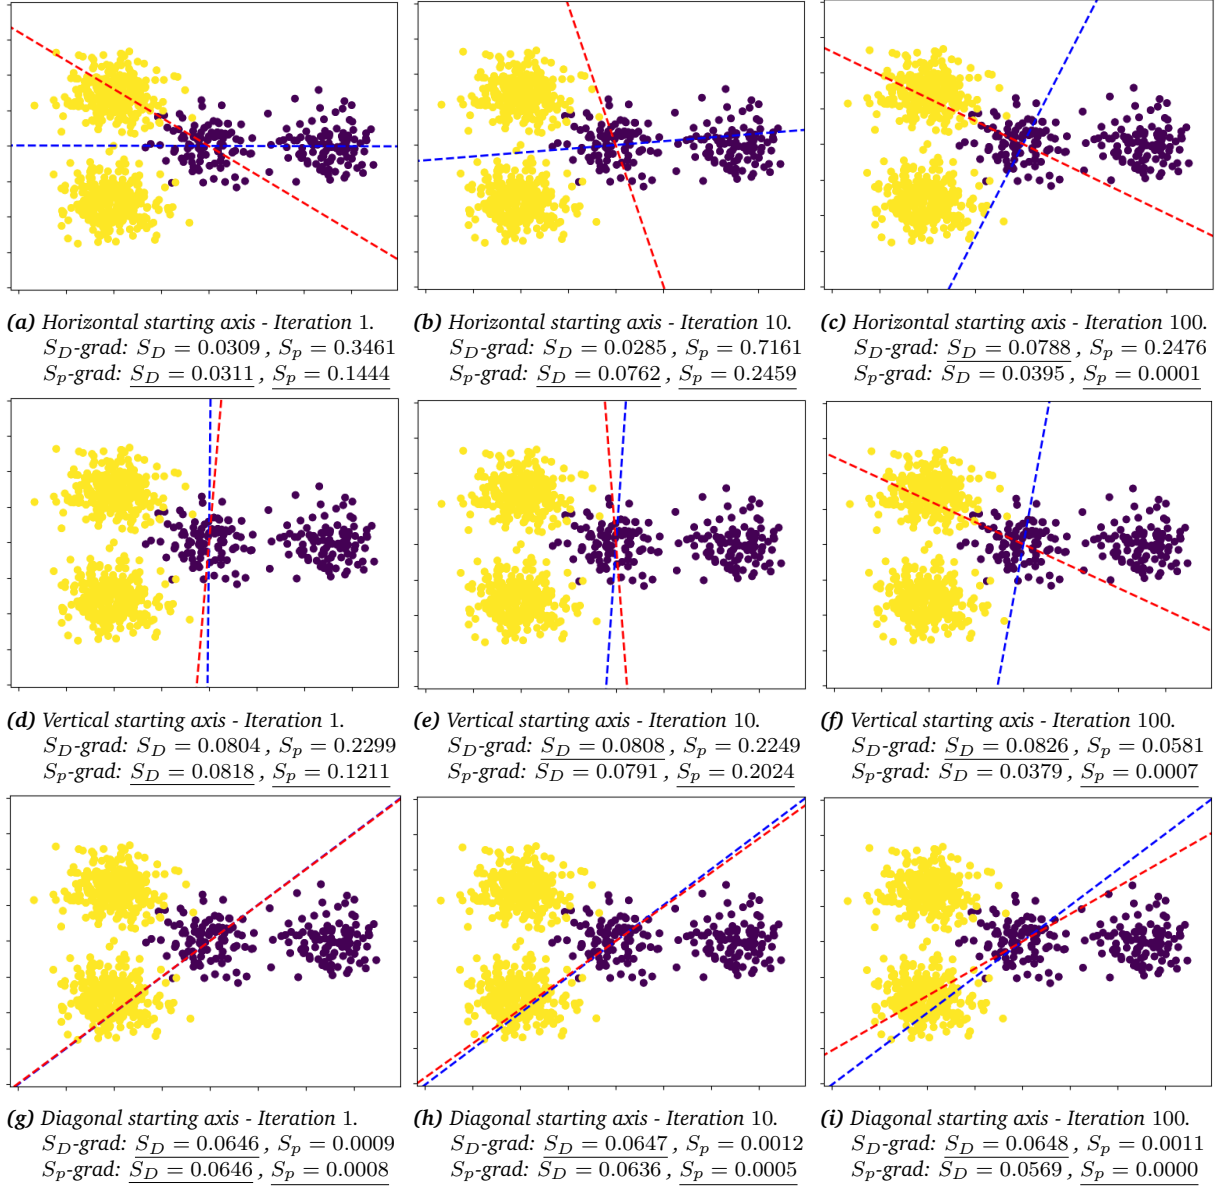 (a) Horizontal starting axis - Iteration 1.
(b) Horizontal starting axis - Iteration 10.
(c) Horizontal starting axis - Iteration 100.
S_D-grad: S_D = 0.0309 , S_p = 0.3461
S_D-grad: S_D = 0.0285 , S_p = 0.7161
S_D-grad: S_D = 0.0788 , S_p = 0.2476
S_p-grad: S_D = 0.0311 , S_p = 0.1444
S_p-grad: S_D = 0.0762 , S_p = 0.2459
S_p-grad: S_D = 0.0395 , S_p = 0.0001
(d) Vertical starting axis - Iteration 1.
(e) Vertical starting axis - Iteration 10.
(f) Vertical starting axis - Iteration 100.
S_D-grad: S_D = 0.0804 , S_p = 0.2299
S_D-grad: S_D = 0.0808 , S_p = 0.2249
S_D-grad: S_D = 0.0826 , S_p = 0.0581
S_p-grad: S_D = 0.0818 , S_p = 0.1211
S_p-grad: S_D = 0.0791 , S_p = 0.2024
S_p-grad: S_D = 0.0379 , S_p = 0.0007
(g) Diagonal starting axis - Iteration 1.
(h) Diagonal starting axis - Iteration 10.
(i) Diagonal starting axis - Iteration 100.
S_D-grad: S_D = 0.0646 , S_p = 0.0009
S_D-grad: S_D = 0.0647 , S_p = 0.0012
S_D-grad: S_D = 0.0648 , S_p = 0.0011
S_p-grad: S_D = 0.0646 , S_p = 0.0008
S_p-grad: S_D = 0.0636 , S_p = 0.0005
S_p-grad: S_D = 0.0569 , S_p = 0.0000